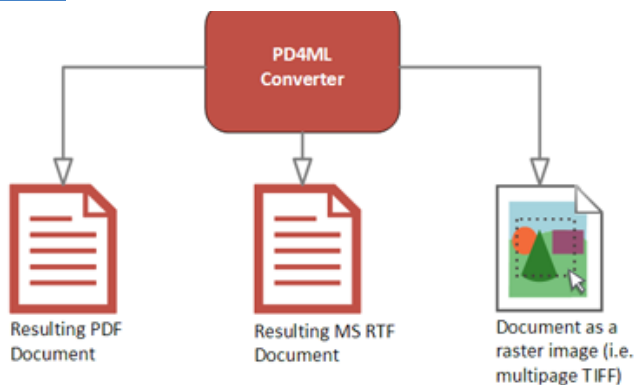 PD4ML
Converter
Resulting PDF
Document
Resulting MS RTF
Document
Document as a
raster image (i.e.
multipage TIFF)